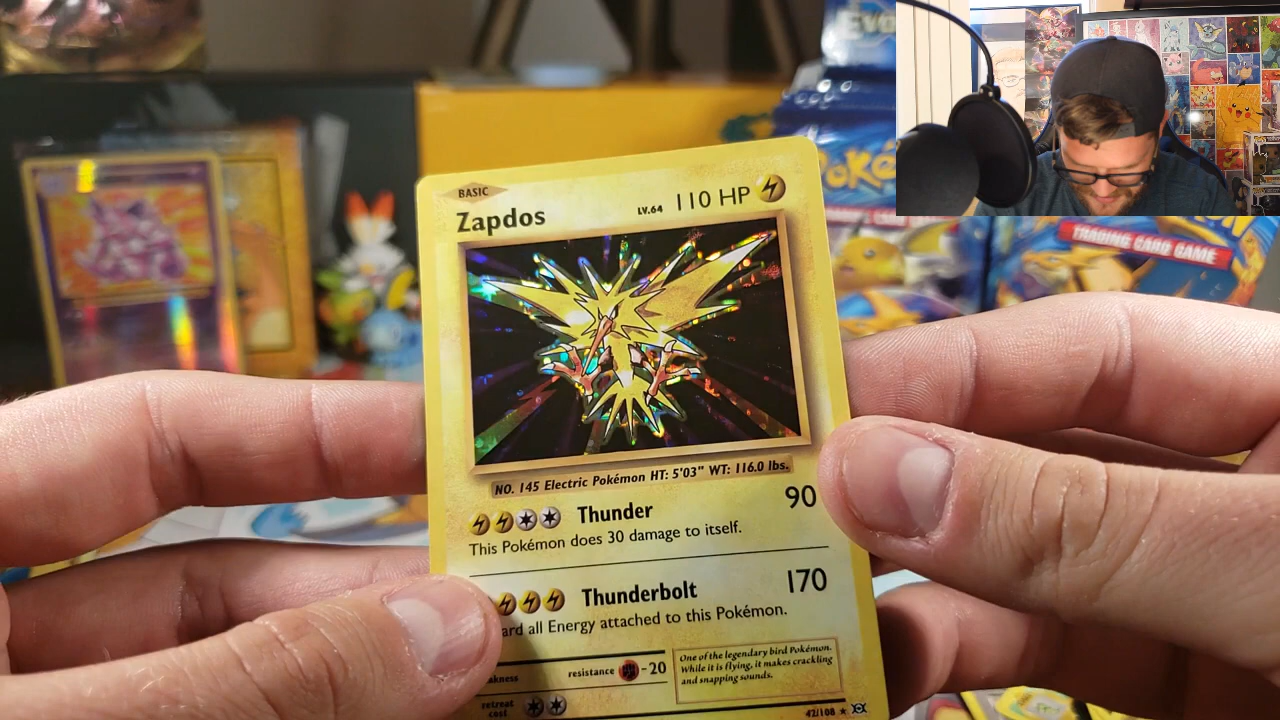 Evo
Poké
TRADING CARD GAME
BASIC
Zapdos
LV.64 110 HP
NO. 145 Electric Pokémon HT: 5'03" WT: 116.0 lbs.
Thunder 90
This Pokémon does 30 damage to itself.
Thunderbolt 170
ard all Energy attached to this Pokémon.
akness resistance -20
retreat cost
One of the legendary bird Pokémon.
While it is flying, it makes crackling
and snapping sounds.
42/108 ★